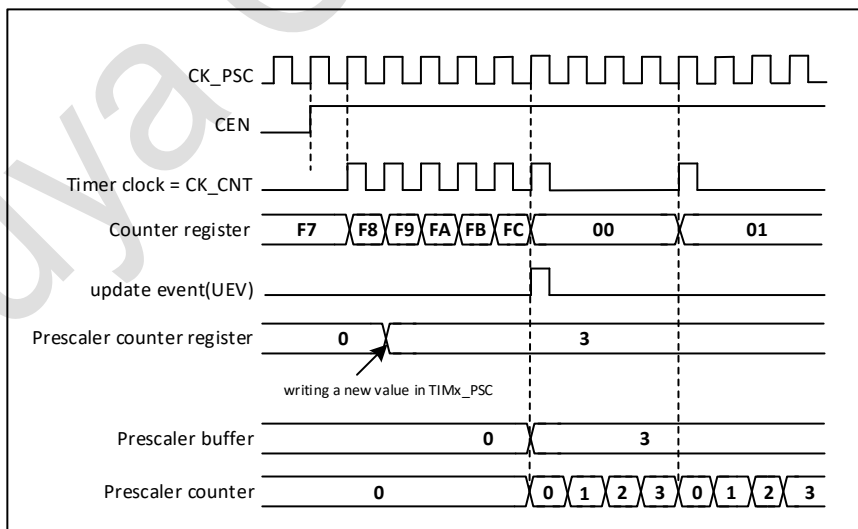 CK_PSC
CEN
Timer clock = CK_CNT
Counter register F7 F8 F9 FA FB FC 00 01
update event(UEV)
Prescaler counter register 0 3
writing a new value in TIMx_PSC
Prescaler buffer 0 3
Prescaler counter 0 0 1 2 3 0 1 2 3